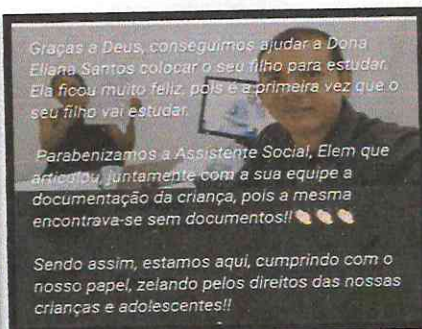 Graças a Deus, conseguimos ajudar a Dona
Eliana Santos colocar o seu filho para estudar.
Ela ficou muito feliz, pois é a primeira vez que o
seu filho vai estudar.
Parabenizamos a Assistente Social, Elem que
articulou, juntamente com a sua equipe a
documentação da criança, pois a mesma
encontrava-se sem documentos!! 👏👏👏
Sendo assim, estamos aqui, cumprindo com o
nosso papel, zelando pelos direitos das nossas
crianças e adolescentes!!